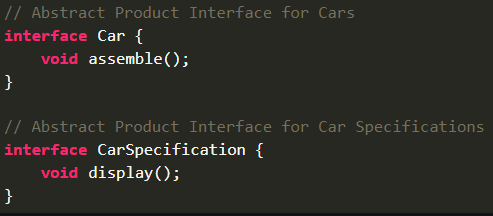 // Abstract Product Interface for Cars
interface Car {
    void assemble();
}

// Abstract Product Interface for Car Specifications
interface CarSpecification {
    void display();
}